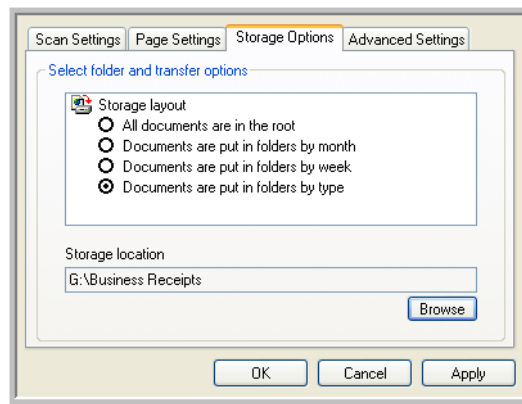 Scan Settings Page Settings Storage Options Advanced Settings
Select folder and transfer options
Storage layout
All documents are in the root
Documents are put in folders by month
Documents are put in folders by week
Documents are put in folders by type
Storage location
G:\Business Receipts
Browse
OK Cancel Apply